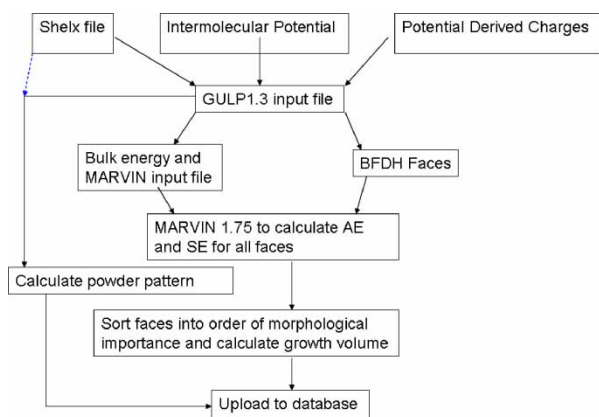 Shelx file
Intermolecular Potential
Potential Derived Charges
GULP1.3 input file
Bulk energy and
MARVIN input file
BFDH Faces
MARVIN 1.75 to calculate AE
and SE for all faces
Calculate powder pattern
Sort faces into order of morphological
importance and calculate growth volume
Upload to database